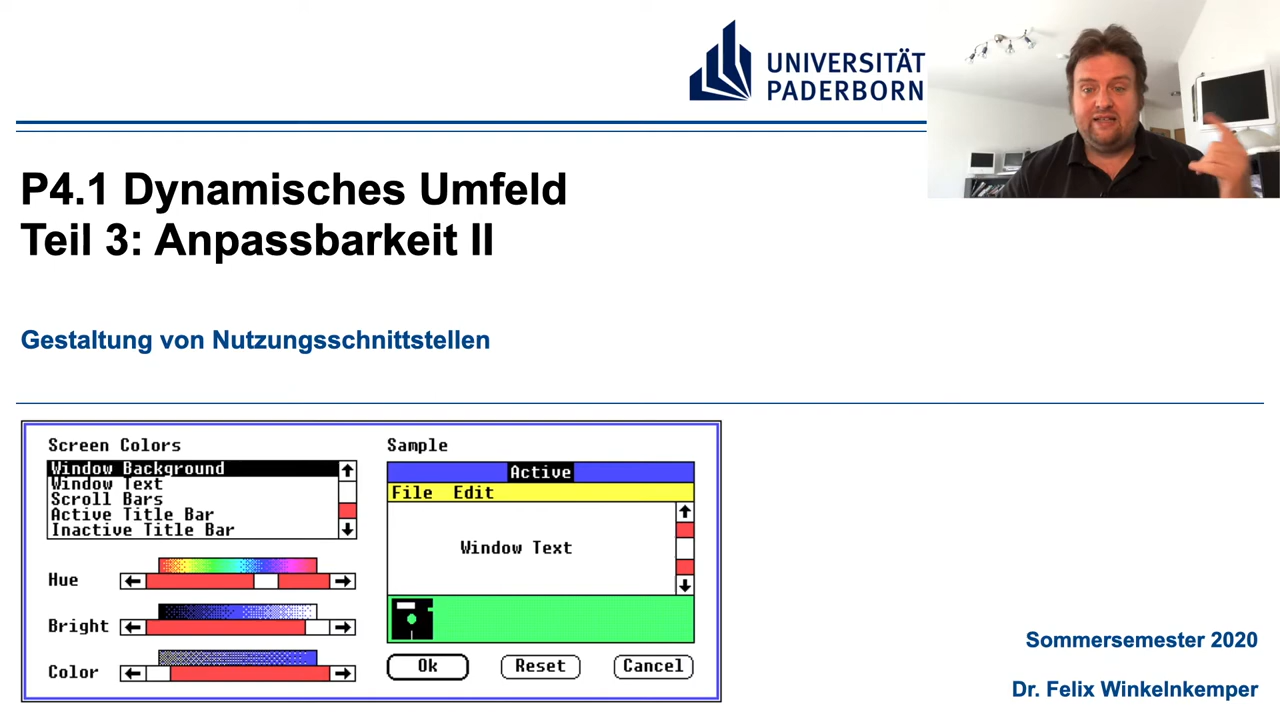 UNIVERSITÄT
PADERBORN
P4.1 Dynamisches Umfeld
Teil 3: Anpassbarkeit II
Gestaltung von Nutzungsschnittstellen
Screen Colors
Window Background
Window Text
Scroll Bars
Active Title Bar
Inactive Title Bar
Hue
Bright
Color
Sample
Active
File Edit
Window Text
Ok Reset Cancel
Sommersemester 2020
Dr. Felix Winkelnkemper